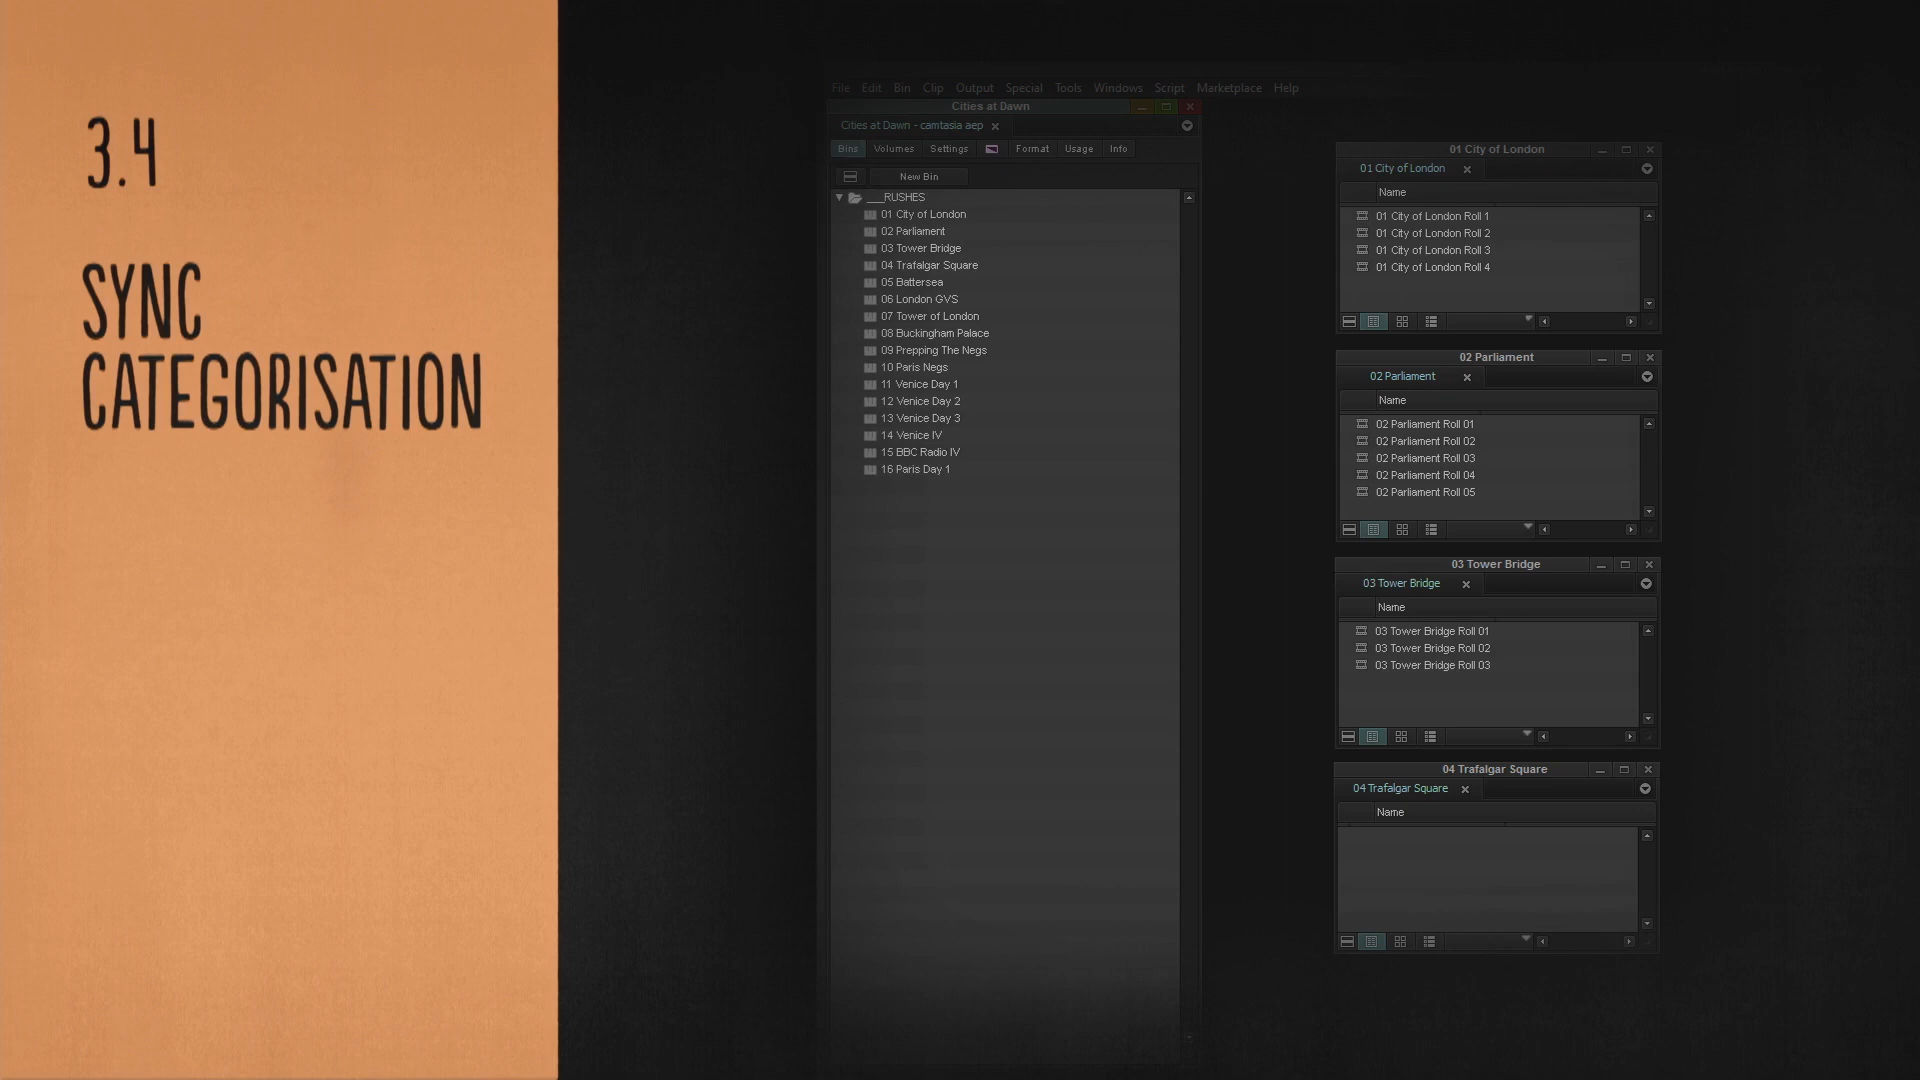 3.4
SYNC
CATEGORISATION
File Edit Bin Clip Output Special Tools Windows Script Marketplace Help
Cities at Dawn
Cities at Dawn - camtasia aep
Bins Volumes Settings Format Usage Info
New Bin
___RUSHES
01 City of London
02 Parliament
03 Tower Bridge
04 Trafalgar Square
05 Battersea
06 London GVS
07 Tower of London
08 Buckingham Palace
09 Prepping The Negs
10 Paris Negs
11 Venice Day 1
12 Venice Day 2
13 Venice Day 3
14 Venice IV
15 BBC Radio IV
16 Paris Day 1
01 City of London
01 City of London
Name
01 City of London Roll 1
01 City of London Roll 2
01 City of London Roll 3
01 City of London Roll 4
02 Parliament
02 Parliament
Name
02 Parliament Roll 01
02 Parliament Roll 02
02 Parliament Roll 03
02 Parliament Roll 04
02 Parliament Roll 05
03 Tower Bridge
03 Tower Bridge
Name
03 Tower Bridge Roll 01
03 Tower Bridge Roll 02
03 Tower Bridge Roll 03
04 Trafalgar Square
04 Trafalgar Square
Name